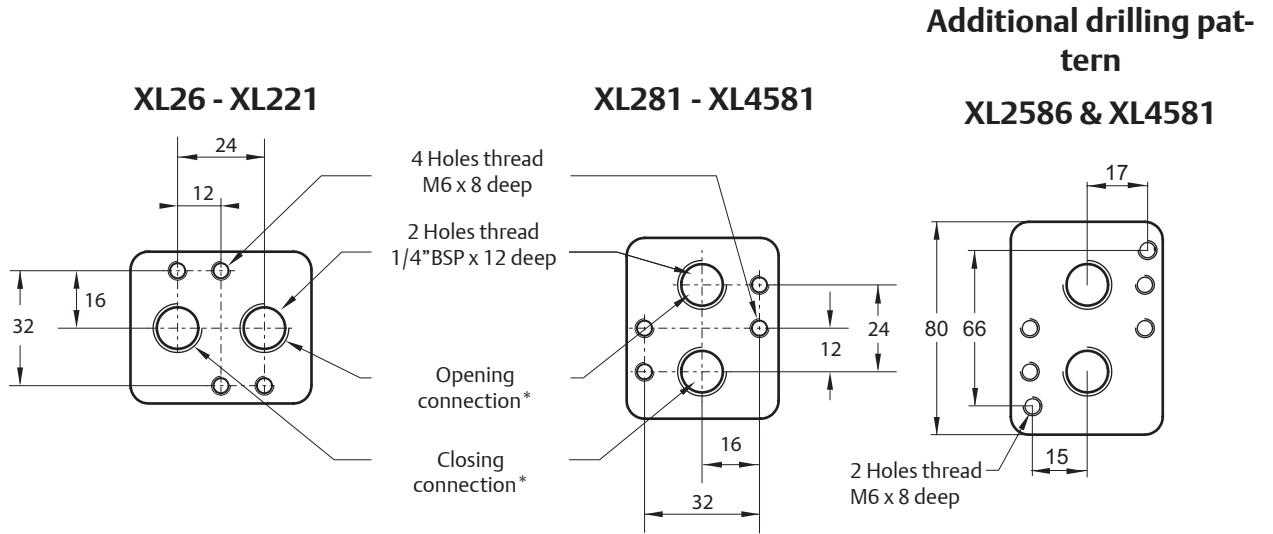 Additional drilling pat-
tern
XL26 - XL221
XL281 - XL4581
XL2586 & XL4581
24
12
16
32
4 Holes thread
M6 x 8 deep
2 Holes thread
1/4”BSP x 12 deep
Opening
connection*
Closing
connection*
24
12
16
32
17
80
66
15
2 Holes thread
M6 x 8 deep